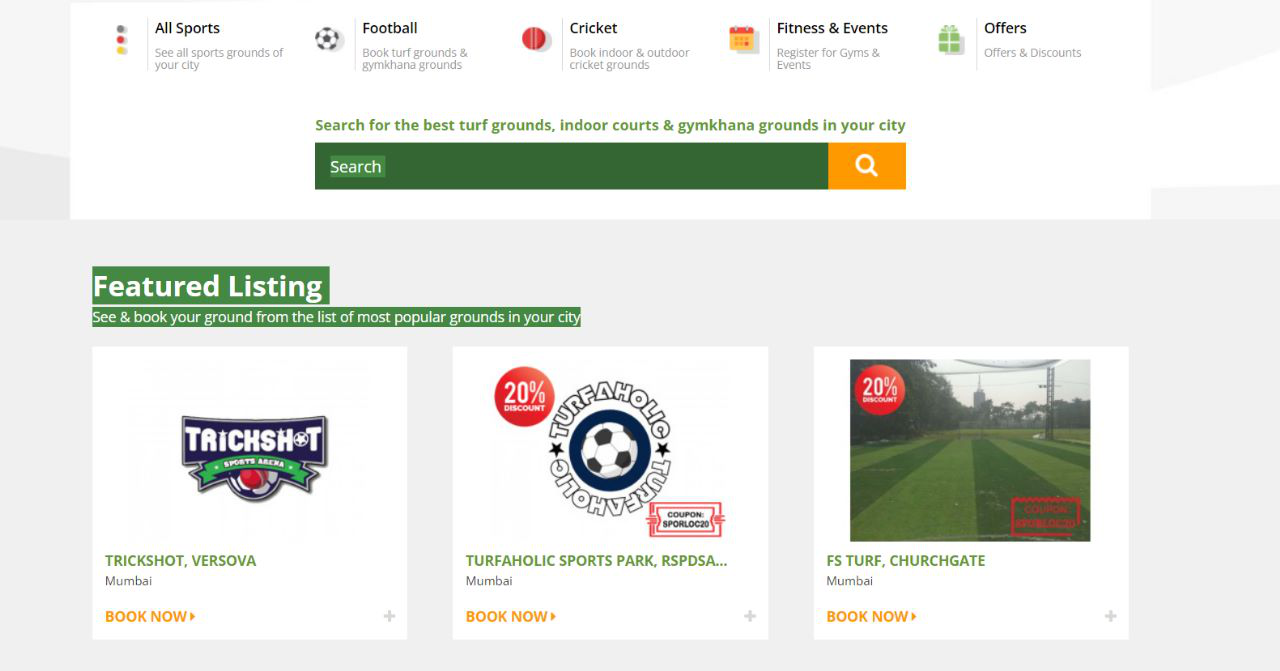 All Sports
See all sports grounds of
your city
Football
Book turf grounds &
gymkhana grounds
Cricket
Book indoor & outdoor
cricket grounds
Fitness & Events
Register for Gyms &
Events
Offers
Offers & Discounts
Search for the best turf grounds, indoor courts & gymkhana grounds in your city
Search
Featured Listing
See & book your ground from the list of most popular grounds in your city
TRICKSHOT
SPORTS ARENA
TRICKSHOT, VERSOVA
Mumbai
BOOK NOW
20%
DISCOUNT
TURFAHOLIC
TURFAHOLIC
COUPON:
SPORLOC20
TURFAHOLIC SPORTS PARK, RSPDSA...
Mumbai
BOOK NOW
20%
DISCOUNT
COUPON:
SPORLOC20
FS TURF, CHURCHGATE
Mumbai
BOOK NOW